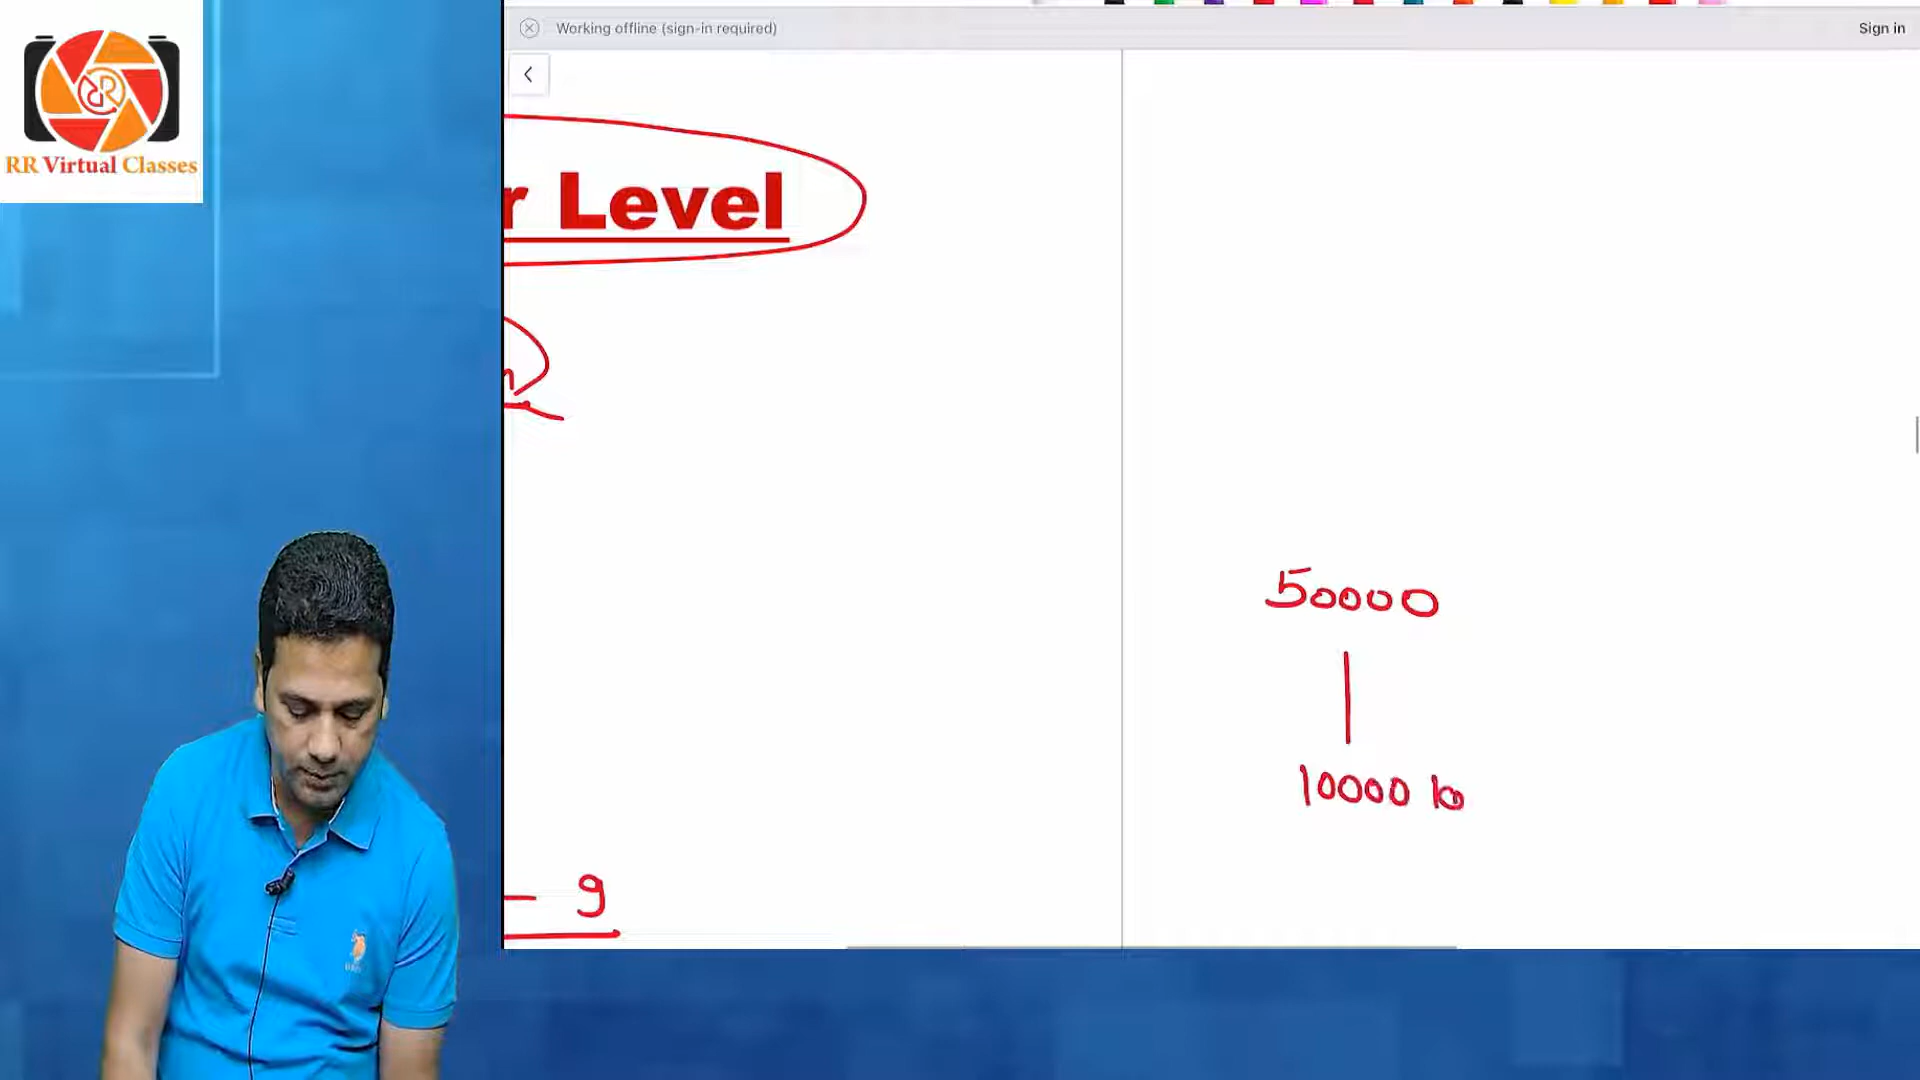 RR Virtual Classes
Working offline (sign-in required)
Sign in
r Level
50000
10000
- 9